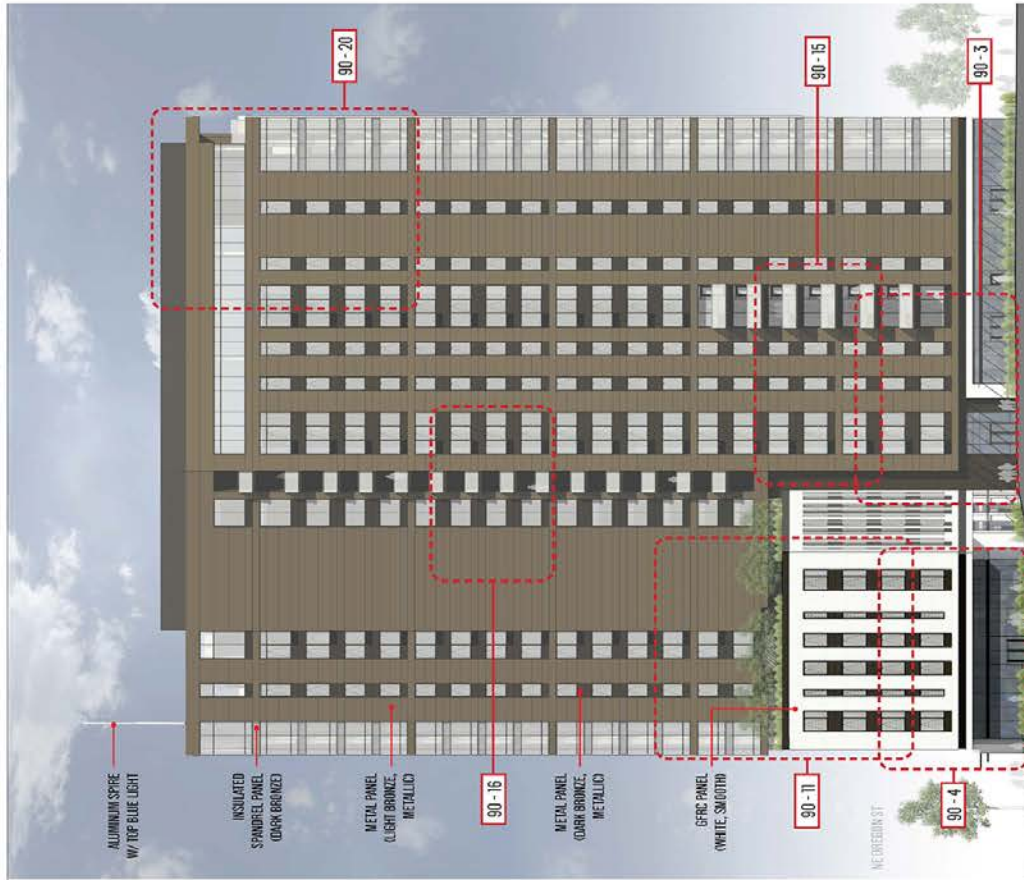 ALUMINUM SPIRE
W/ TOP BLUE LIGHT
INSULATED
SPANDREL PANEL
(DARK BRONZE)
METAL PANEL
(LIGHT BRONZE,
METALLIC)
90-16
METAL PANEL
(DARK BRONZE,
METALLIC)
GFRC PANEL
(WHITE, SMOOTH)
90-11
NE OREGON ST
90-4
90-20
90-15
90-3